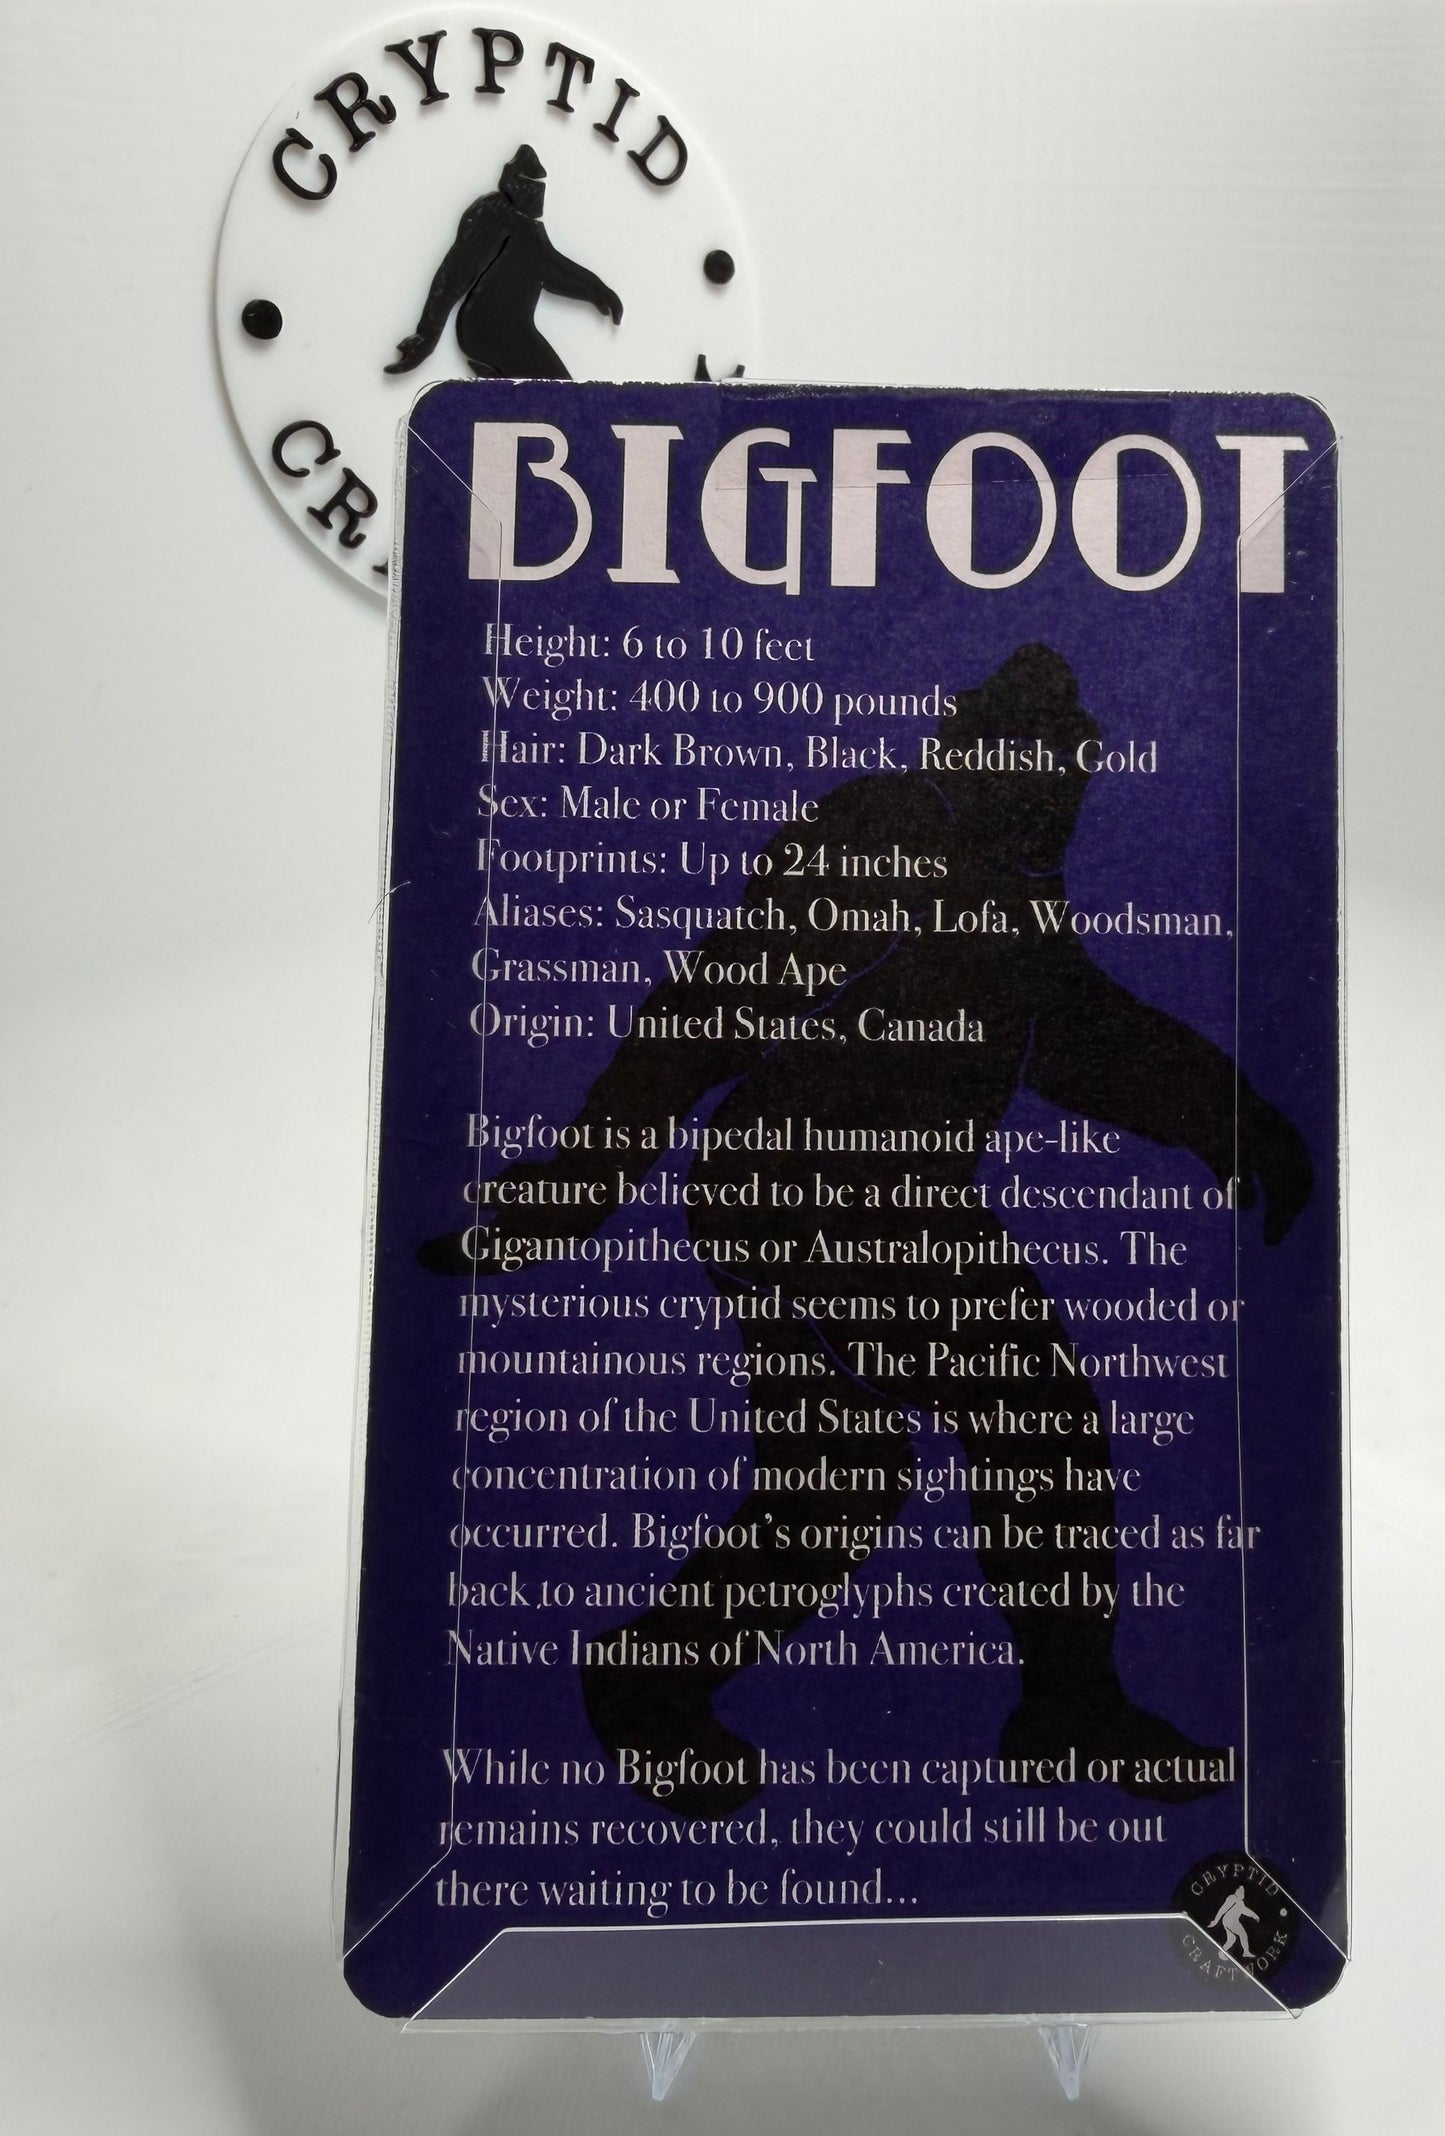 CRYPTID
CRA
BIGFOOT
Height: 6 to 10 feet
Weight: 400 to 900 pounds
Hair: Dark Brown, Black, Reddish, Gold
Sex: Male or Female
Footprints: Up to 24 inches
Aliases: Sasquatch, Omah, Lofa, Woodsman,
Grassman, Wood Ape
Origin: United States, Canada
Bigfoot is a bipedal humanoid ape-like
creature believed to be a direct descendant of
Gigantopithecus or Australopithecus. The
mysterious cryptid seems to prefer wooded or
mountainous regions. The Pacific Northwest
region of the United States is where a large
concentration of modern sightings have
occurred. Bigfoot's origins can be traced as far
back to ancient petroglyphs created by the
Native Indians of North America.
While no Bigfoot has been captured or actual
remains recovered, they could still be out
there waiting to be found...
CRYPTID
CRAFTWORK